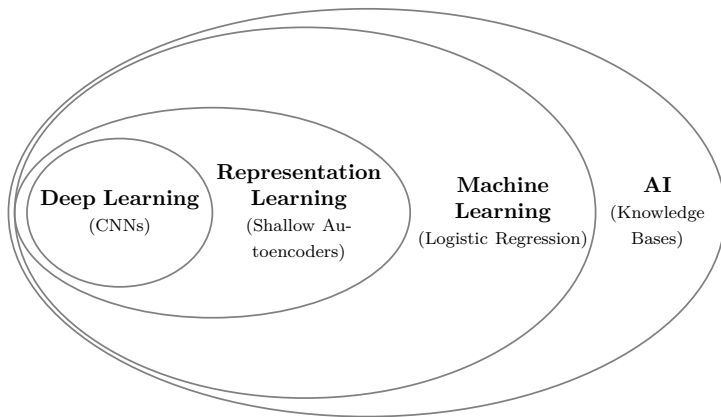 Deep Learning
(CNNs)
Representation
Learning
(Shallow Au-
toencoders)
Machine
Learning
(Logistic Regression)
AI
(Knowledge
Bases)